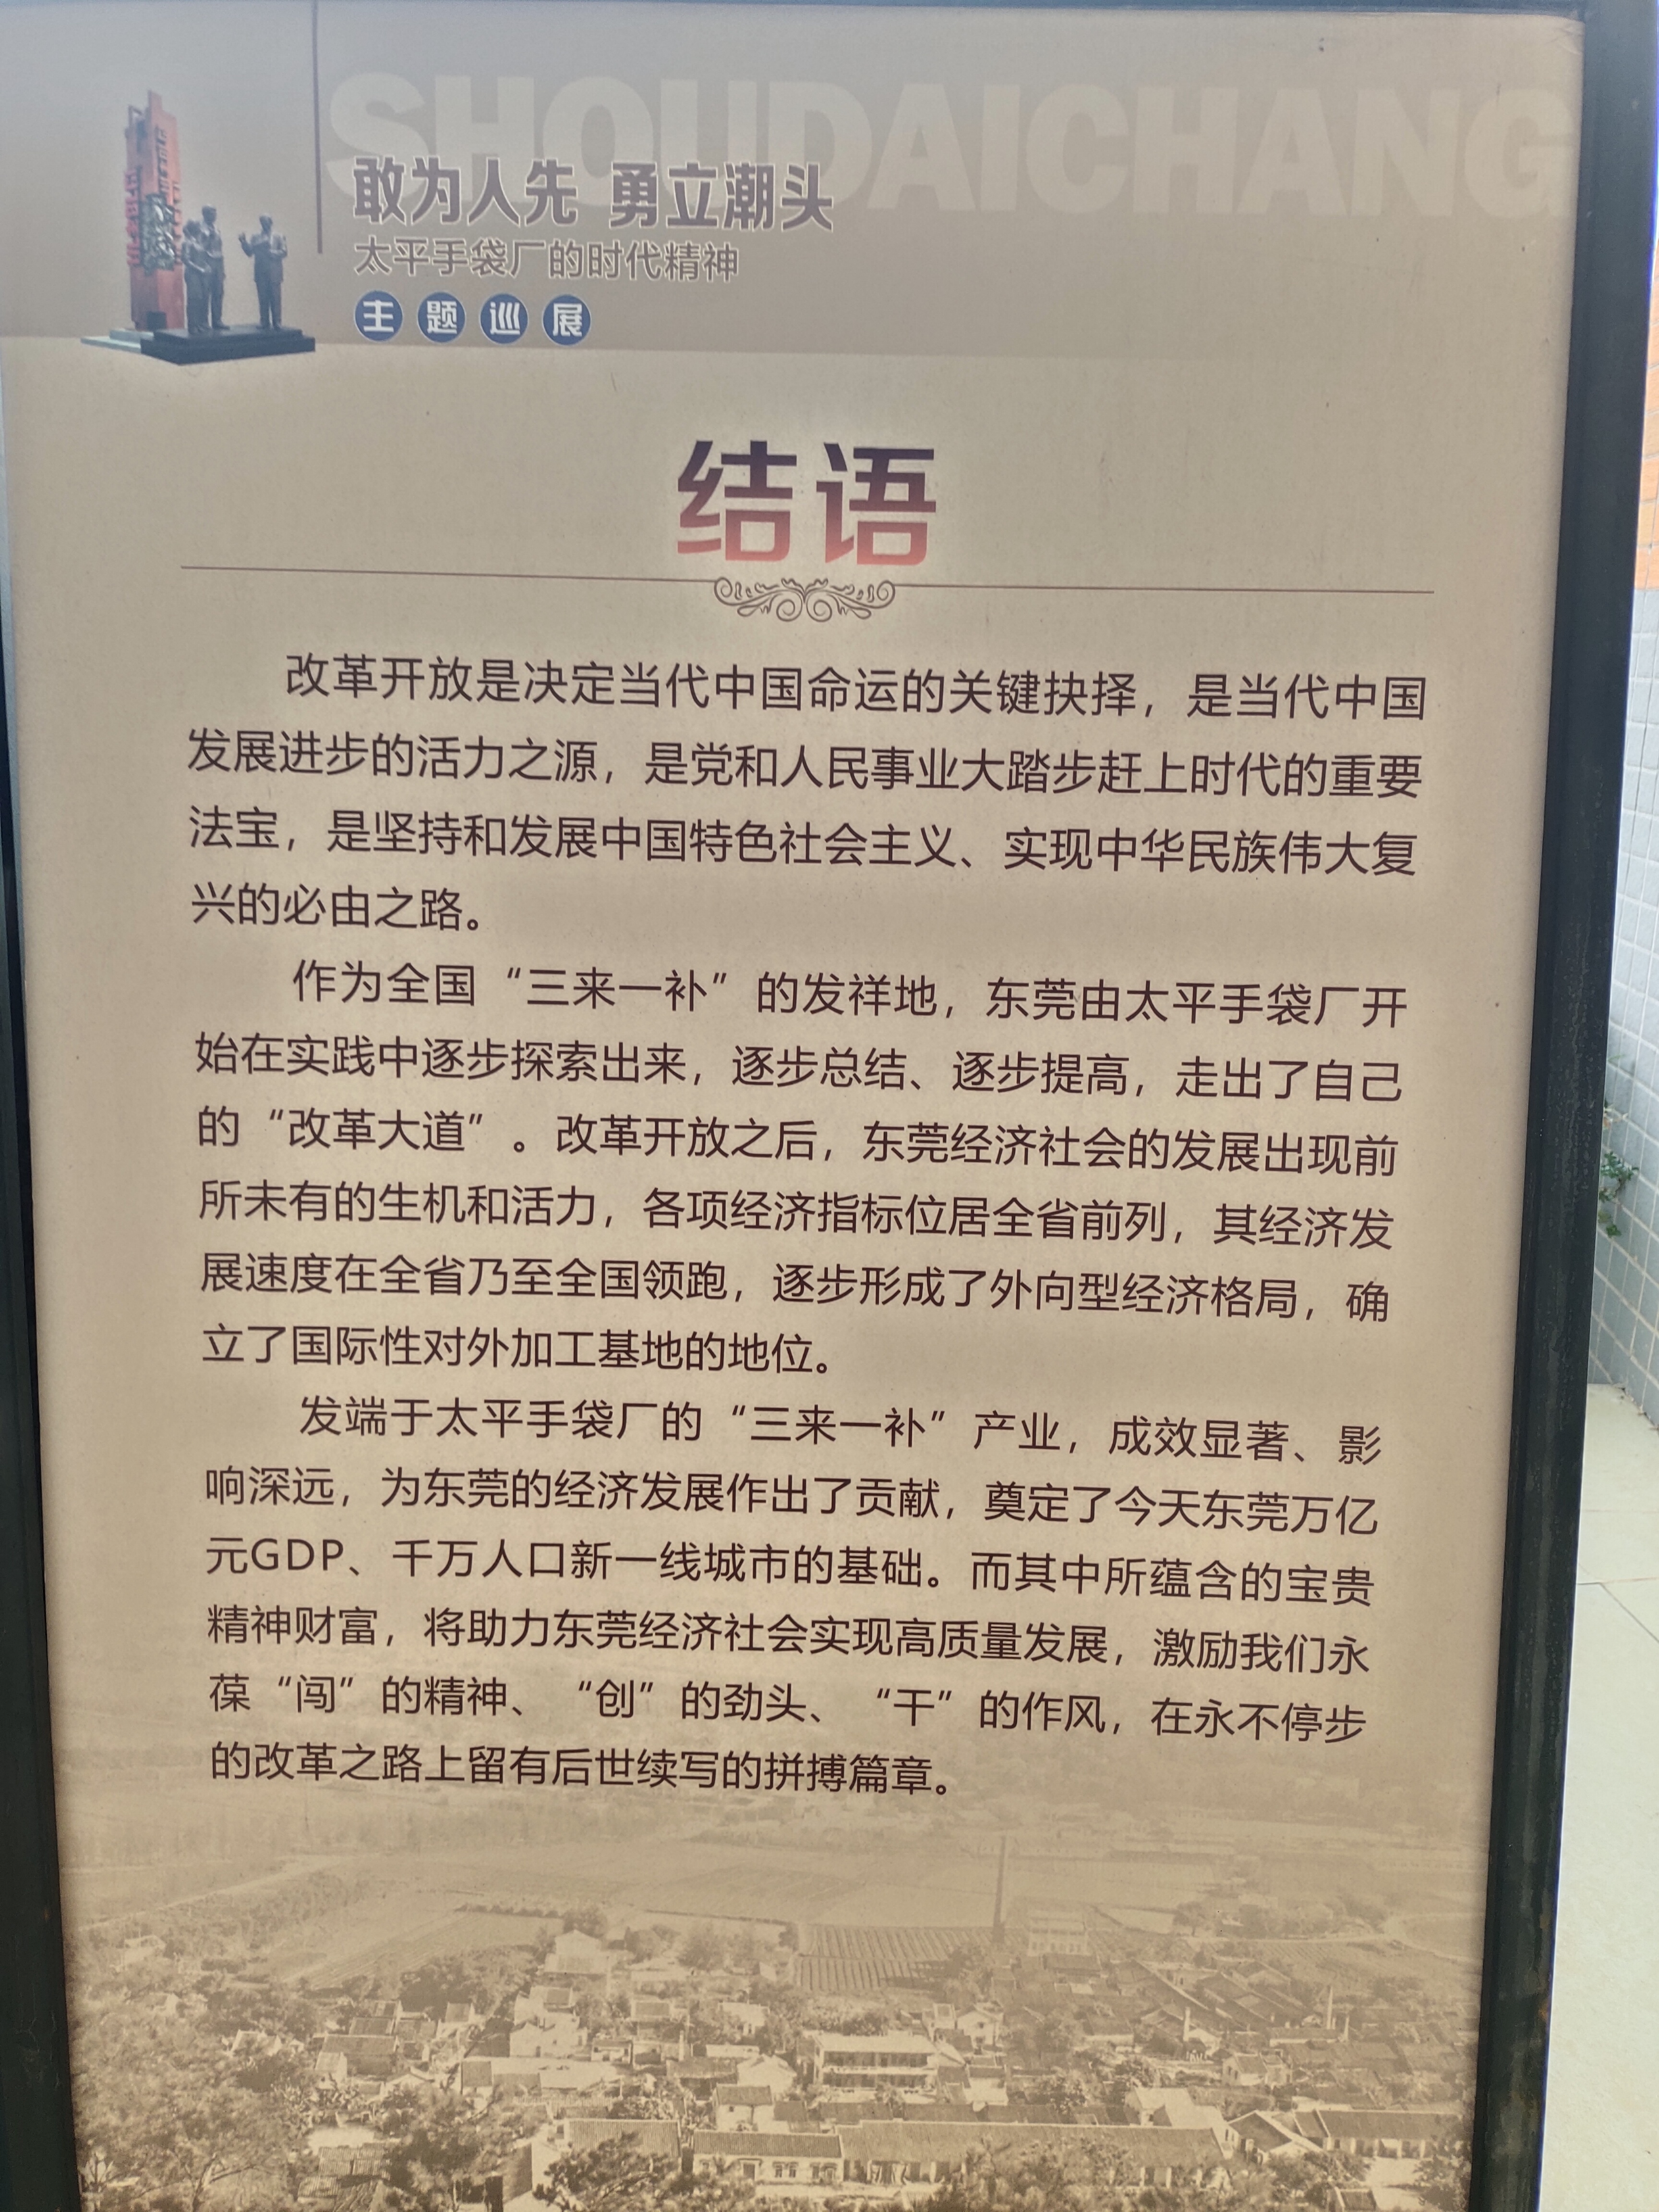 SHOUDAICHANG
敢为人先 勇立潮头
太平手袋厂的时代精神
主题巡展
结语
改革开放是决定当代中国命运的关键抉择，是当代中国
发展进步的活力之源，是党和人民事业大踏步赶上时代的重要
法宝，是坚持和发展中国特色社会主义、实现中华民族伟大复
兴的必由之路。
作为全国“三来一补”的发祥地，东莞由太平手袋厂开
始在实践中逐步探索出来，逐步总结、逐步提高，走出了自己
的“改革大道”。改革开放之后，东莞经济社会的发展出现前
所未有的生机和活力，各项经济指标位居全省前列，其经济发
展速度在全省乃至全国领跑，逐步形成了外向型经济格局，确
立了国际性对外加工基地的地位。
发端于太平手袋厂的“三来一补”产业，成效显著、影
响深远，为东莞的经济发展作出了贡献，奠定了今天东莞万亿
元GDP、千万人口新一线城市的基础。而其中所蕴含的宝贵
精神财富，将助力东莞经济社会实现高质量发展，激励我们永
葆“闯”的精神、“创”的劲头、“干”的作风，在永不停步
的改革之路上留有后世续写的拼搏篇章。